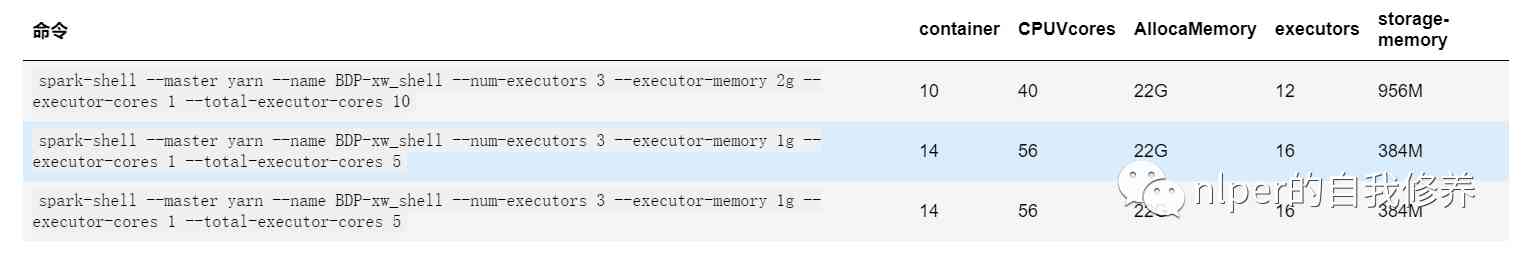 命令 container CPUVcores AllocaMemory executors storage-
memory
spark-shell --master yarn --name BDP-xw_shell --num-executors 3 --executor-memory 2g --
executor-cores 1 --total-executor-cores 10
10 40 22G 12 956M
spark-shell --master yarn --name BDP-xw_shell --num-executors 3 --executor-memory 1g --
executor-cores 1 --total-executor-cores 5
14 56 22G 16 384M
spark-shell --master yarn --name BDP-xw_shell --num-executors 3 --executor-memory 1g --
executor-cores 1 --total-executor-cores 5
14 56 22G 16 384M
nlper的自我修养